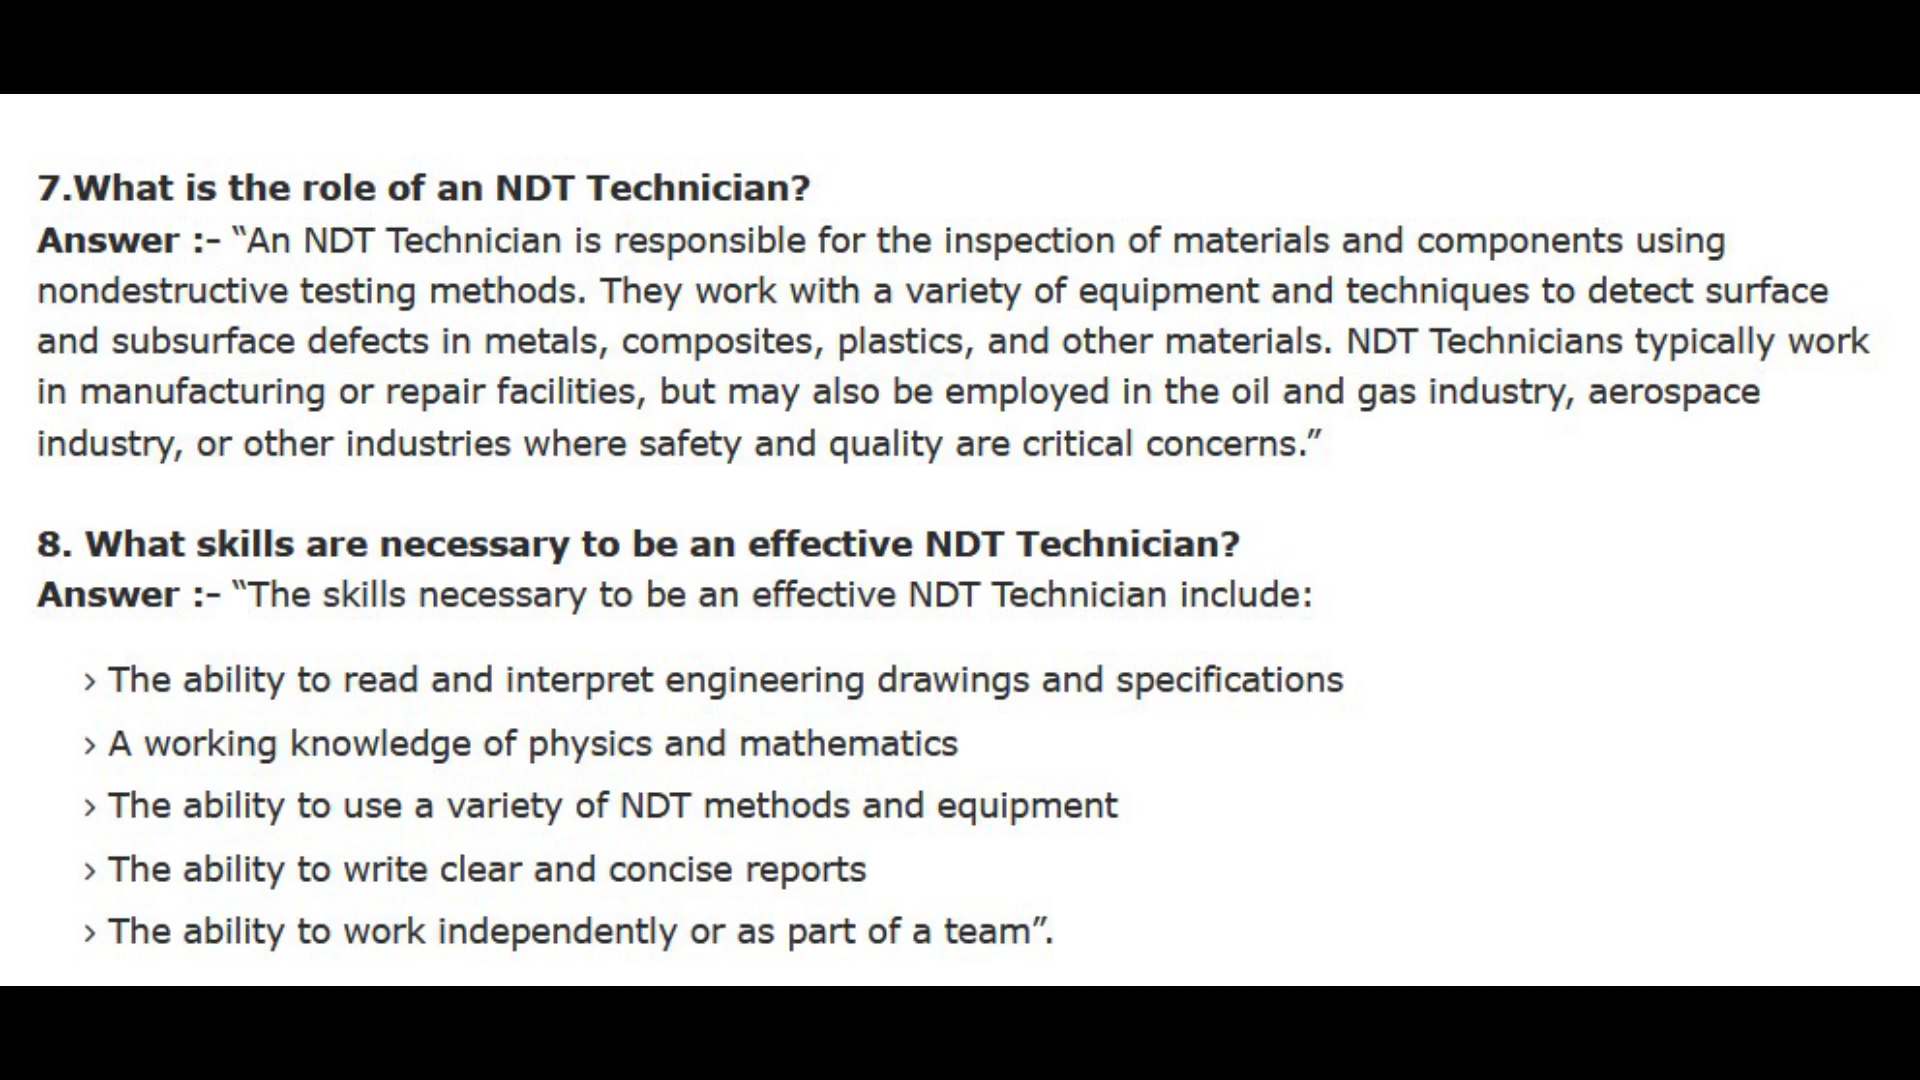 7.What is the role of an NDT Technician?
Answer :- “An NDT Technician is responsible for the inspection of materials and components using
nondestructive testing methods. They work with a variety of equipment and techniques to detect surface
and subsurface defects in metals, composites, plastics, and other materials. NDT Technicians typically work
in manufacturing or repair facilities, but may also be employed in the oil and gas industry, aerospace
industry, or other industries where safety and quality are critical concerns.”
8. What skills are necessary to be an effective NDT Technician?
Answer :- “The skills necessary to be an effective NDT Technician include:
› The ability to read and interpret engineering drawings and specifications
› A working knowledge of physics and mathematics
› The ability to use a variety of NDT methods and equipment
› The ability to write clear and concise reports
› The ability to work independently or as part of a team”.